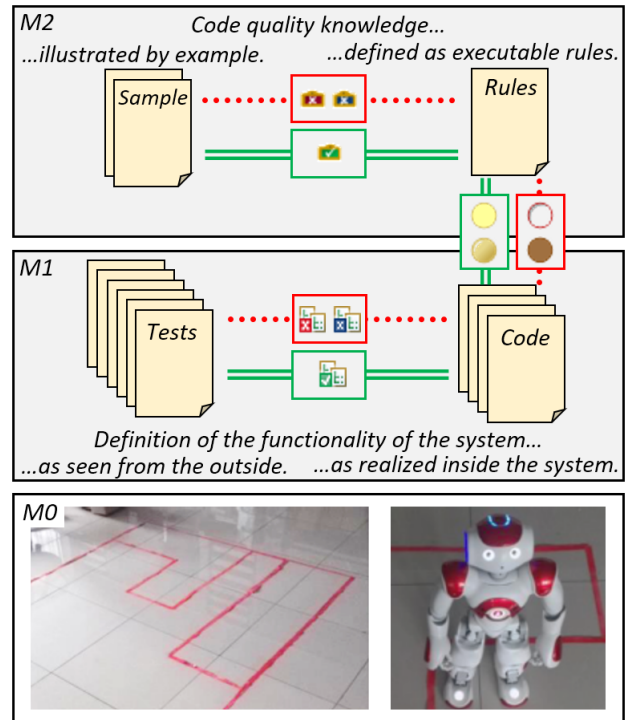 M2
Code quality knowledge…
…illustrated by example.
…defined as executable rules.
Sample
Rules
M1
Tests
Code
Definition of the functionality of the system…
…as seen from the outside.
…as realized inside the system.
M0